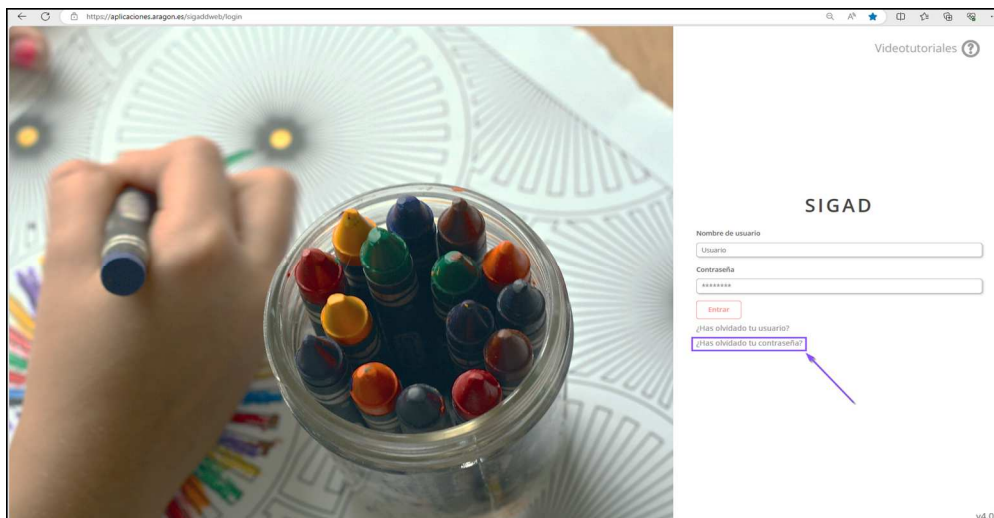 https://aplicaciones.aragon.es/sigaddweb/login
Videotutoriales ?
SIGAD
Nombre de usuario
Usuario
Contraseña
********
Entrar
¿Has olvidado tu usuario?
¿Has olvidado tu contraseña?
v4.0